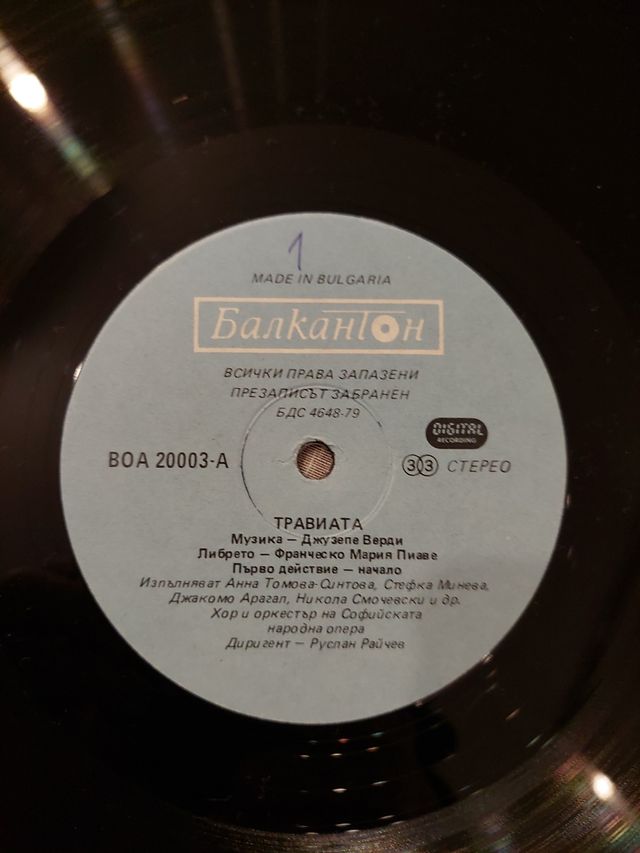 1
MADE IN BULGARIA
Балкантон
ВСИЧКИ ПРАВА ЗАПАЗЕНИ
ПРЕЗАПИСЪТ ЗАБРАНЕН
БДС 4648-79
DIGITAL
RECORDING
ВОА 20003-А
33 СТЕРЕО
ТРАВИАТА
Музика — Джузепе Верди
Либрето — Франческо Мария Пиаве
Първо действие — начало
Изпълняват Анна Томова-Синтова, Стефка Минева,
Джакомо Арагал, Никола Смочевски и др.
Хор и оркестър на Софийската
народна опера
Диригент — Руслан Райчев